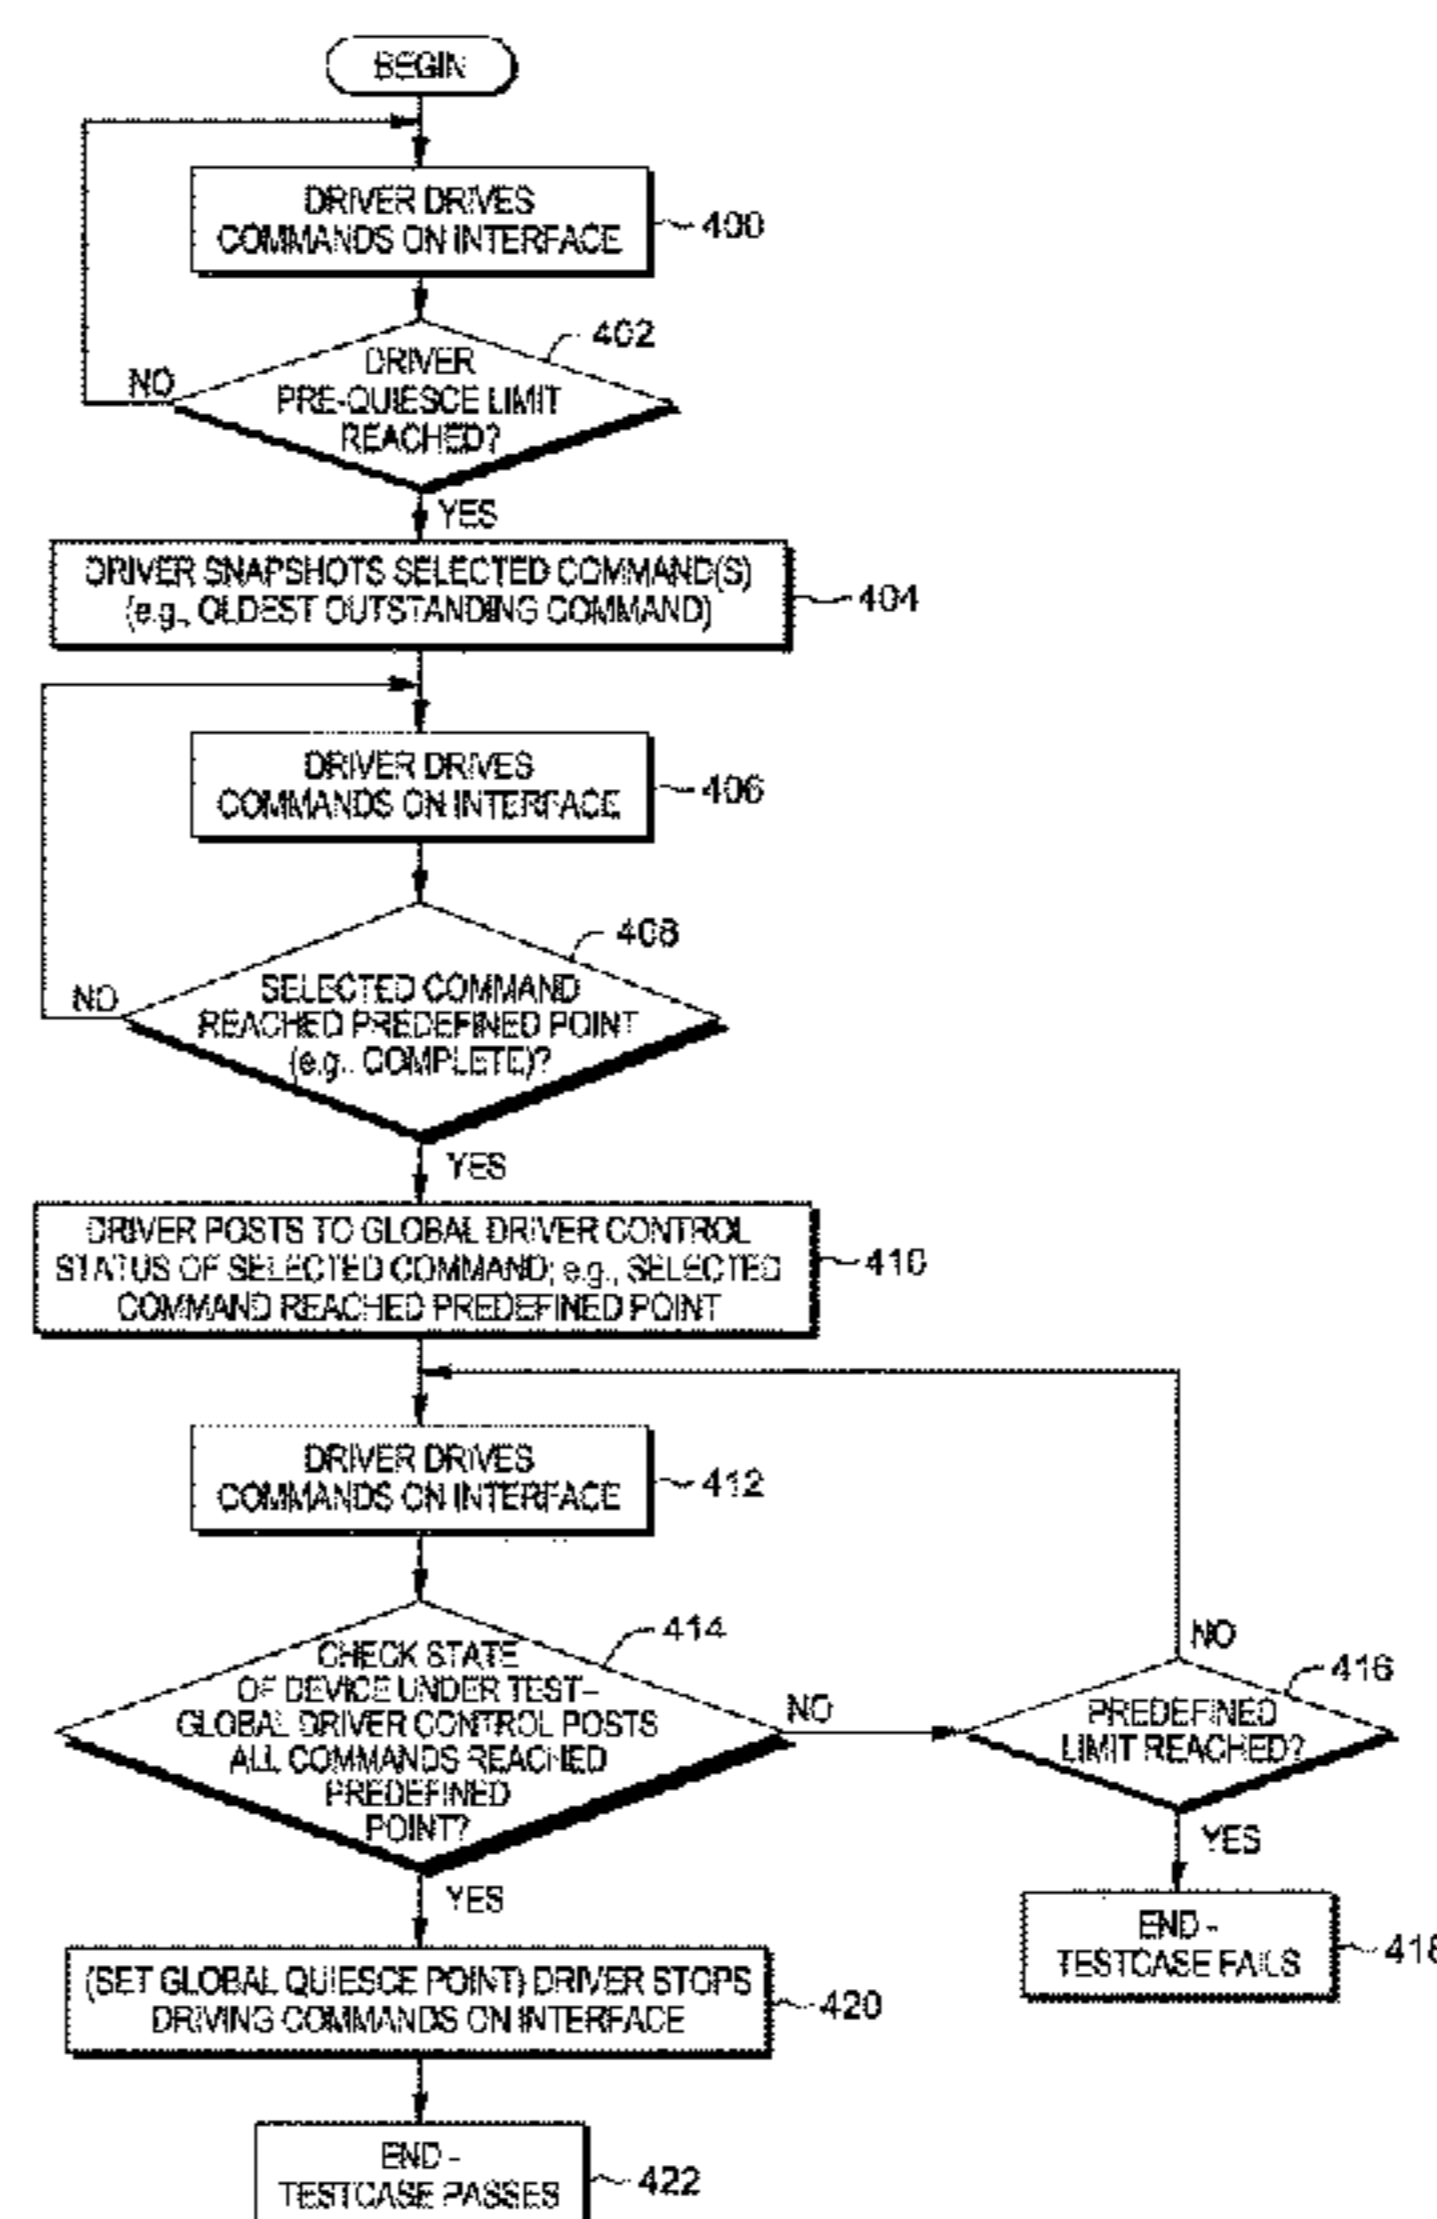 BEGIN
DRIVER DRIVES
COMMANDS ON INTERFACE
400
402
DRIVER
PRE-QUIESCE LIMIT
REACHED?
NO
YES
DRIVER SNAPSHOTS SELECTED COMMAND(S)
(e.g., OLDEST OUTSTANDING COMMAND)
404
DRIVER DRIVES
COMMANDS ON INTERFACE
406
408
SELECTED COMMAND
REACHED PREDEFINED POINT
(e.g., COMPLETE)?
NO
YES
DRIVER POSTS TO GLOBAL DRIVER CONTROL
STATUS OF SELECTED COMMAND; e.g., SELECTED
COMMAND REACHED PREDEFINED POINT
410
DRIVER DRIVES
COMMANDS ON INTERFACE
412
414
CHECK STATE
OF DEVICE UNDER TEST–
GLOBAL DRIVER CONTROL POSTS
ALL COMMANDS REACHED
PREDEFINED
POINT?
NO
NO
416
PREDEFINED
LIMIT REACHED?
YES
END -
TESTCASE FAILS
418
YES
(SET GLOBAL QUIESCE POINT) DRIVER STOPS
DRIVING COMMANDS ON INTERFACE
420
END -
TESTCASE PASSES
422